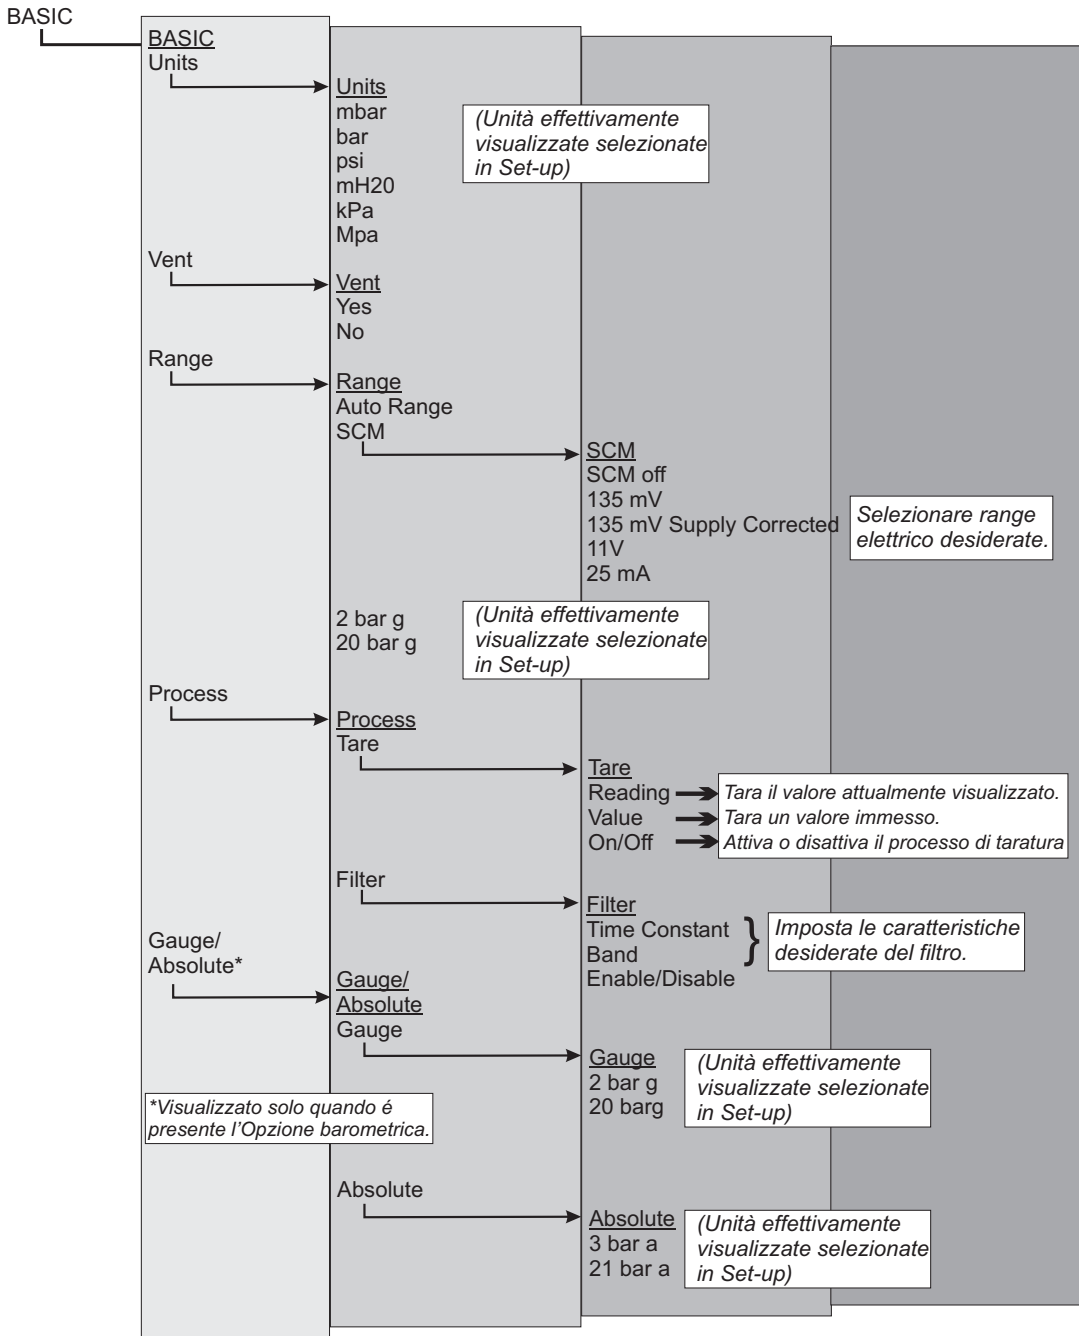 BASIC
BASIC
Units
Units
mbar
bar
psi
mH20
kPa
Mpa
(Unità effettivamente
visualizzate selezionate
in Set-up)
Vent
Vent
Yes
No
Range
Range
Auto Range
SCM
SCM
SCM off
135 mV
135 mV Supply Corrected
11V
25 mA
Selezionare range
elettrico desiderate.
2 bar g
20 bar g
(Unità effettivamente
visualizzate selezionate
in Set-up)
Process
Process
Tare
Tare
Reading
Tara il valore attualmente visualizzato.
Value
Tara un valore immesso.
On/Off
Attiva o disattiva il processo di taratura
Filter
Filter
Time Constant
Band
Enable/Disable
}
Imposta le caratteristiche
desiderate del filtro.
Gauge/
Absolute*
Gauge/
Absolute
Gauge
Gauge
2 bar g
20 barg
(Unità effettivamente
visualizzate selezionate
in Set-up)
*Visualizzato solo quando é
presente l'Opzione barometrica.
Absolute
Absolute
3 bar a
21 bar a
(Unità effettivamente
visualizzate selezionate
in Set-up)